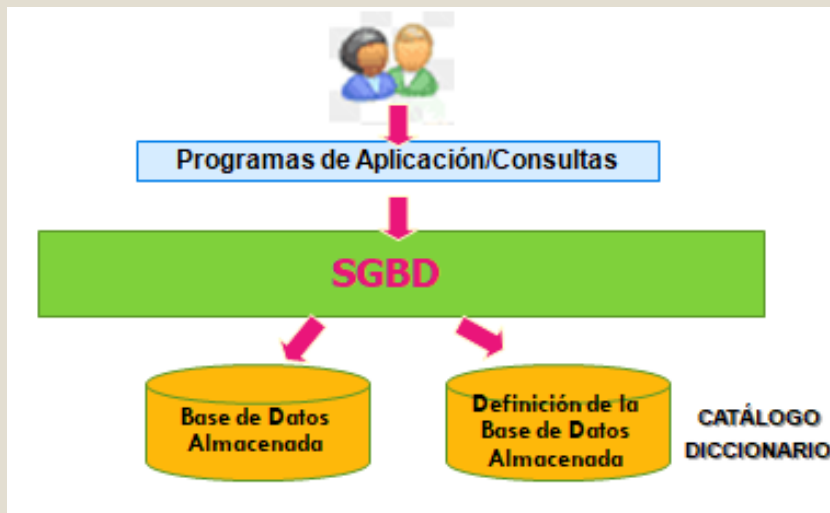 Programas de Aplicación/Consultas
SGBD
Base de Datos
Almacenada
Definición de la
Base de Datos
Almacenada
CATÁLOGO
DICCIONARIO